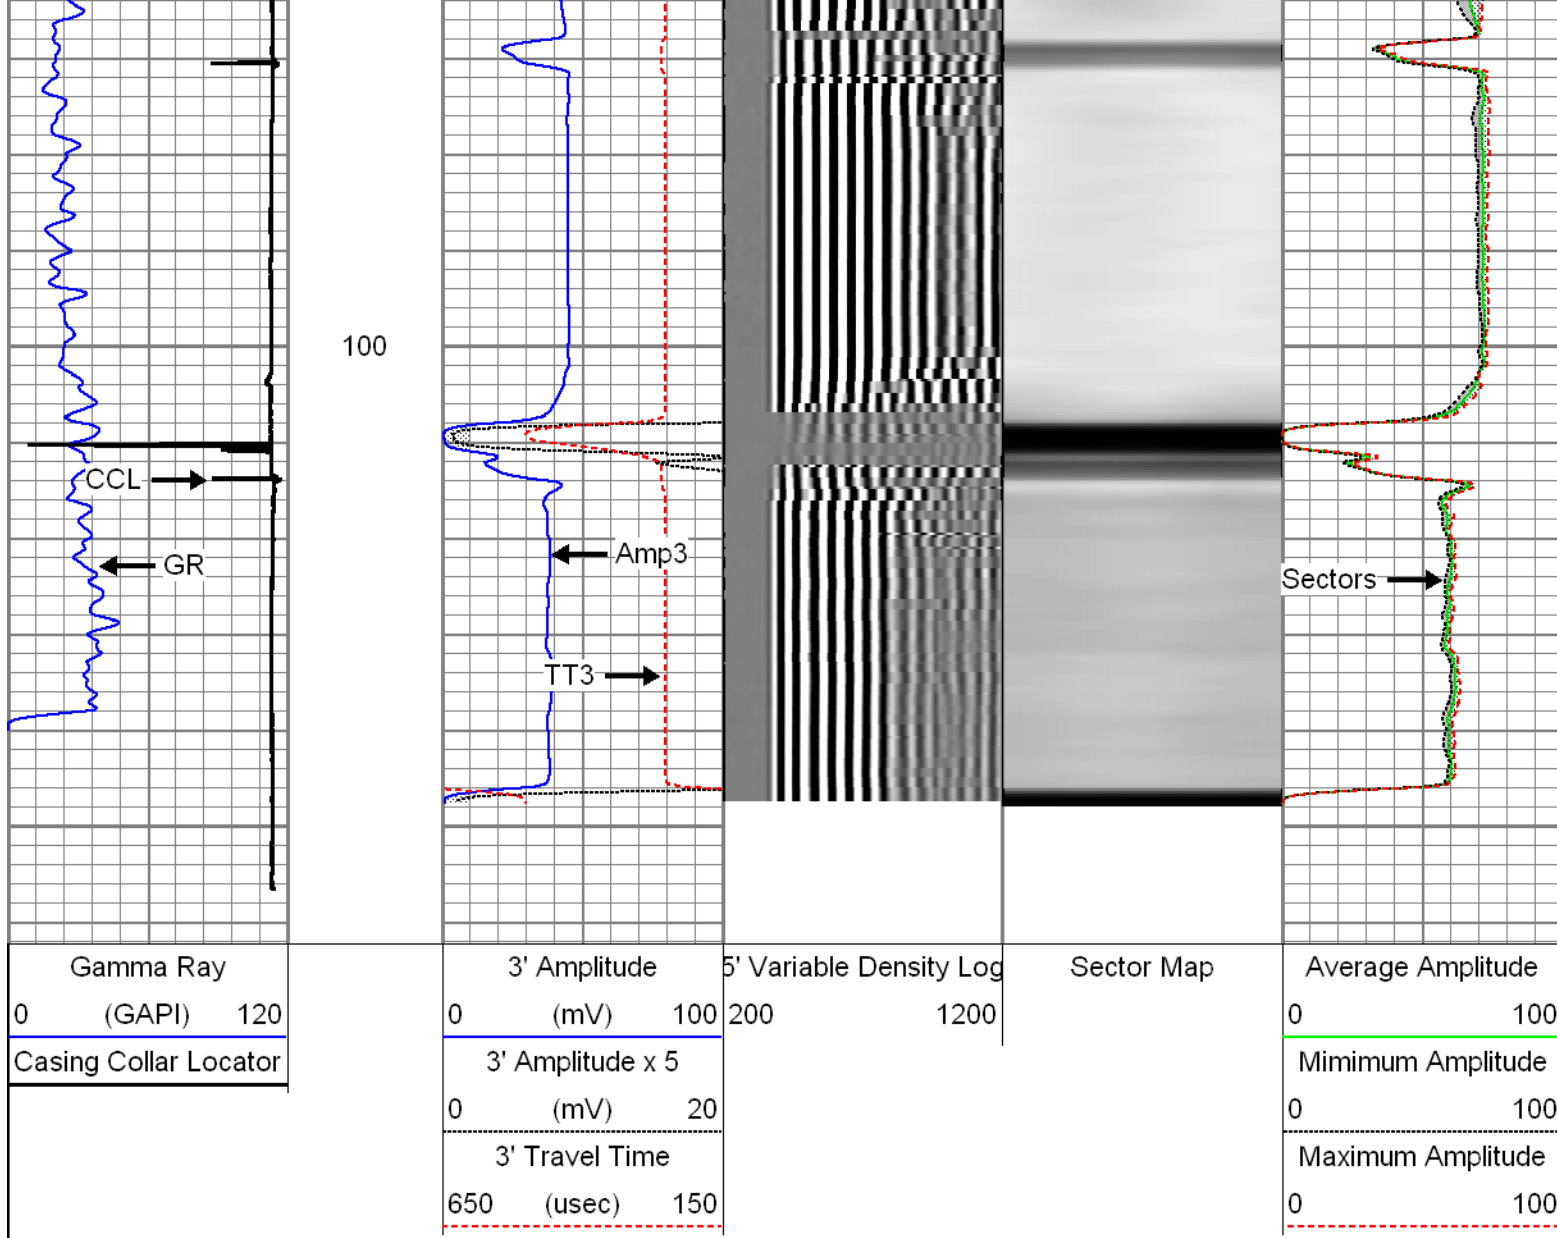 100
CCL
GR
Amp3
TT3
Sectors
Gamma Ray
0 (GAPI) 120
Casing Collar Locator
3' Amplitude
0 (mV) 100
3' Amplitude x 5
0 (mV) 20
3' Travel Time
650 (usec) 150
5' Variable Density Log
200 1200
Sector Map
Average Amplitude
0 100
Mimimum Amplitude
0 100
Maximum Amplitude
0 100